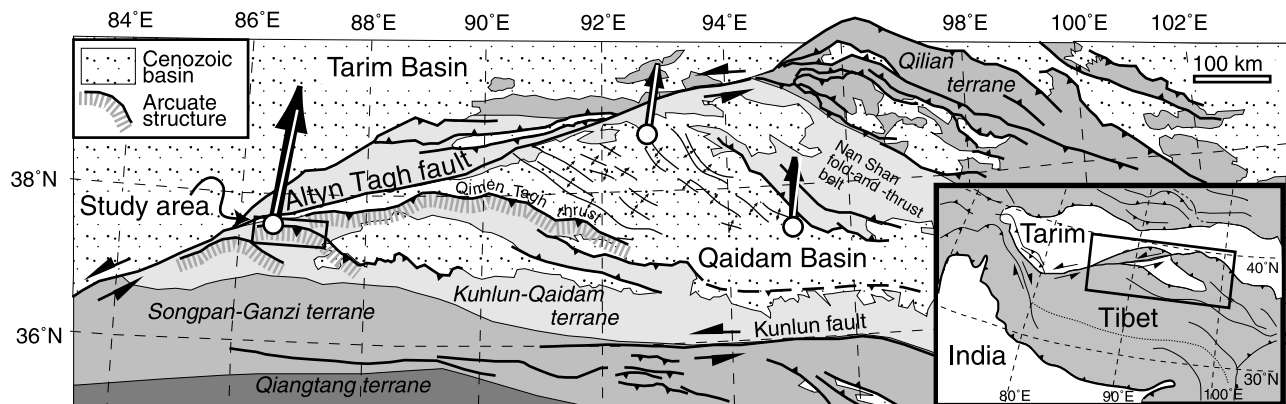 84˚E
86˚E
88˚E
90˚E
92˚E
94˚E
98˚E
100˚E
102˚E
Cenozoic
basin
Arcuate
structure
Tarim Basin
Qilian
terrane
100 km
38˚N
Altyn Tagh fault
Qimen Tagh thrust
Nan Shan
fold-and-thrust
belt
Study area
Qaidam Basin
Kunlun-Qaidam
terrane
Songpan-Ganzi terrane
36˚N
Kunlun fault
Qiangtang terrane
Tarim
40˚N
Tibet
India
30˚N
80˚E
90˚E
100˚E